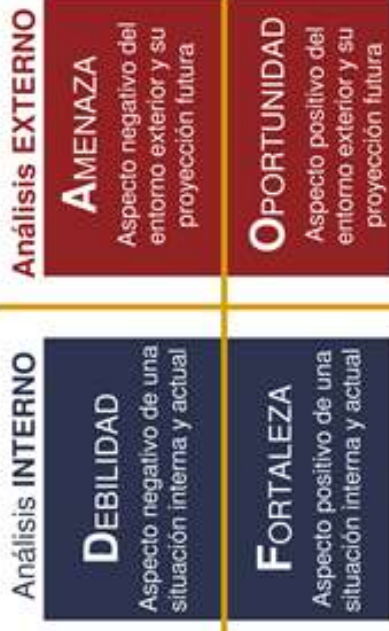 Análisis INTERNO
DEBILIDAD
Aspecto negativo de una
situación interna y actual
FORTALEZA
Aspecto positivo de una
situación interna y actual
Análisis EXTERNO
AMENAZA
Aspecto negativo del
entorno exterior y su
proyección futura
OPORTUNIDAD
Aspecto positivo del
entorno exterior y su
proyección futura